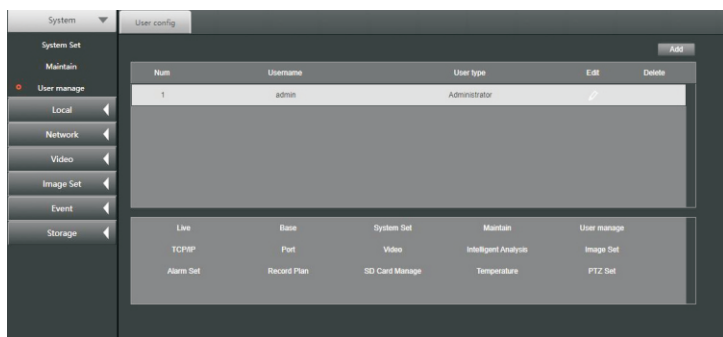 System
User config
System Set
Maintain
User manage
Local
Network
Video
Image Set
Event
Storage
Add
Num Username User type Edit Delete
1 admin Administrator
Live Base System Set Maintain User manage
TCP/IP Port Video Intelligent Analysis Image Set
Alarm Set Record Plan SD Card Manage Temperature PTZ Set